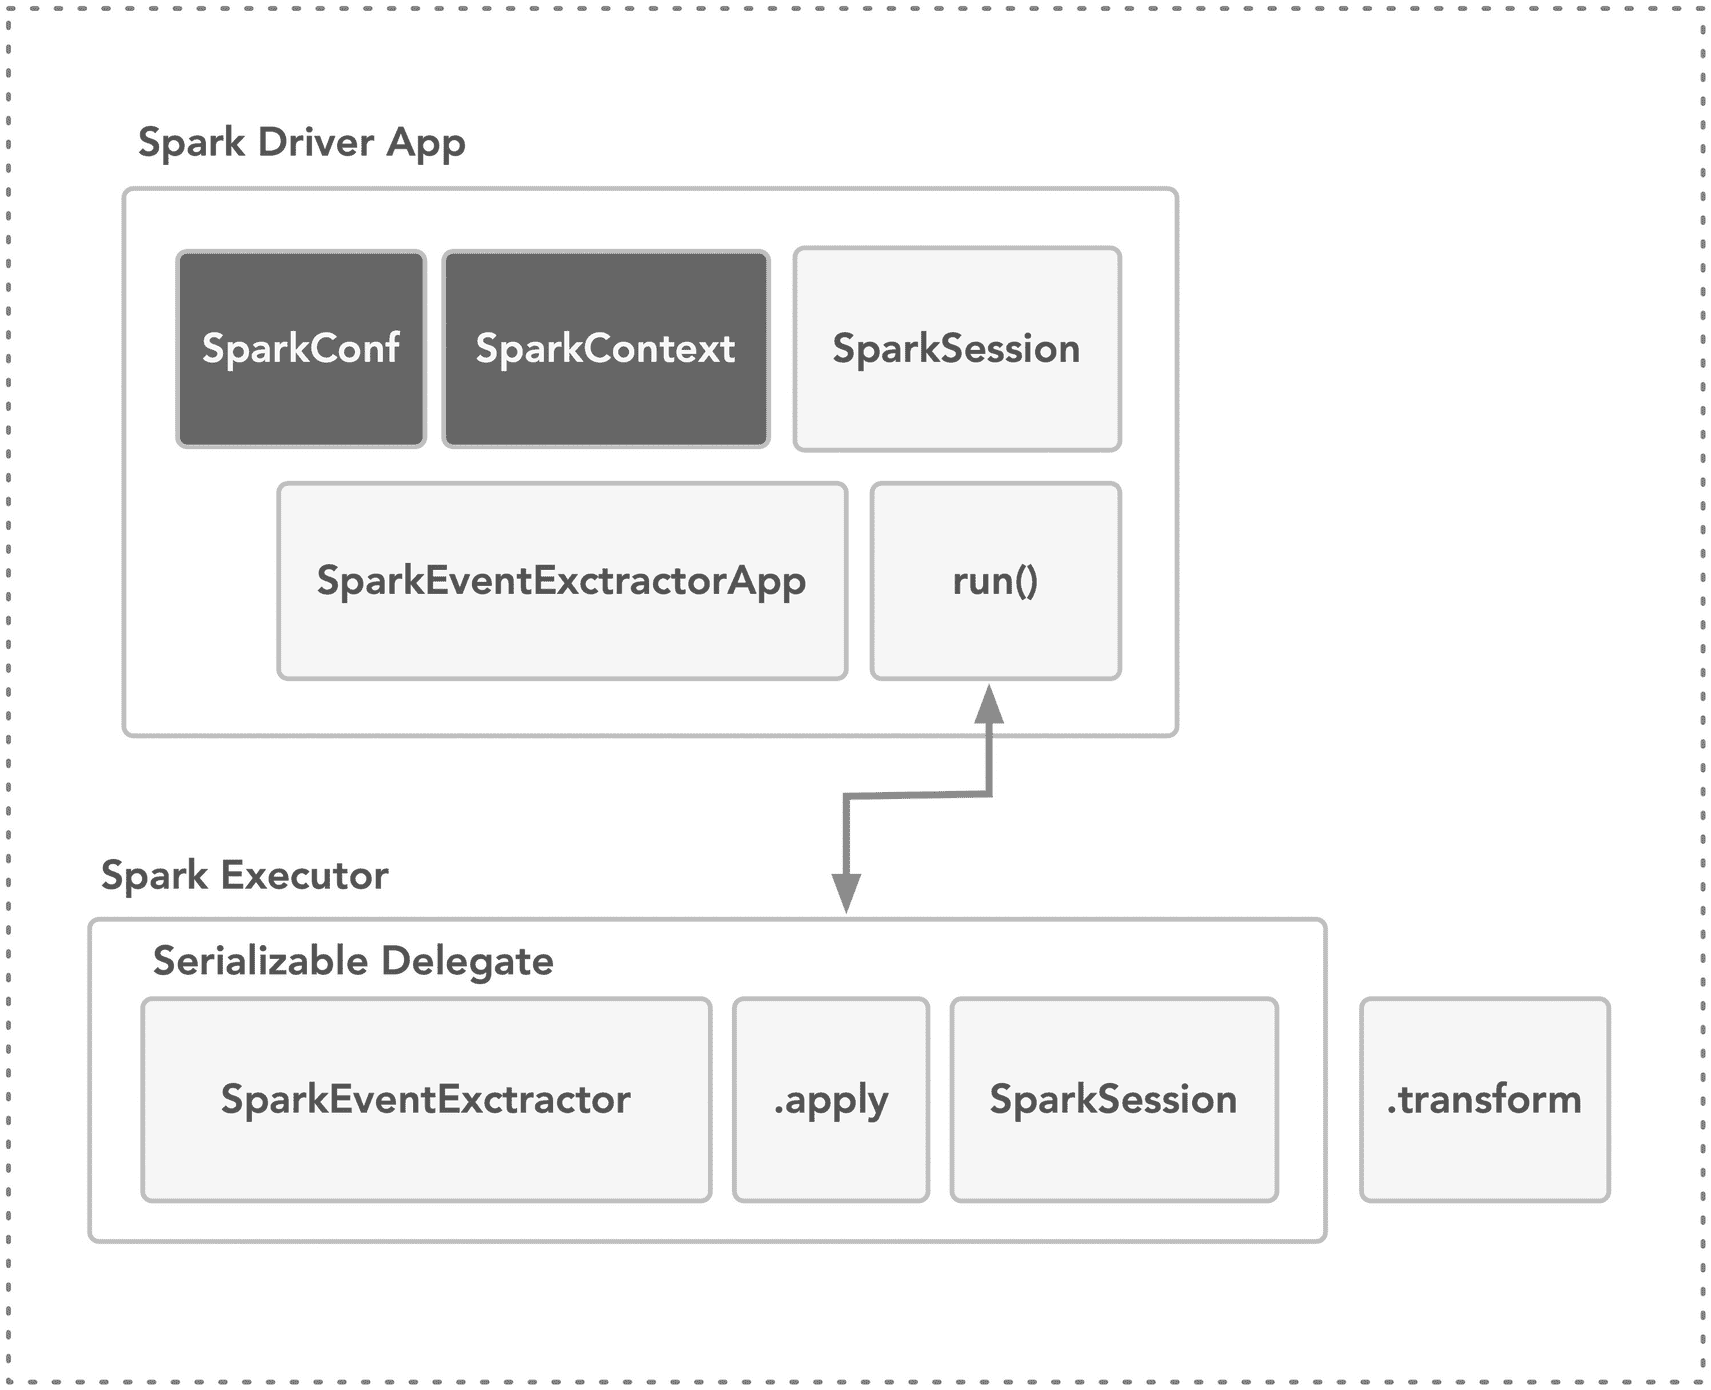 Spark Driver App
SparkConf
SparkContext
SparkSession
SparkEventExctractorApp
run()
Spark Executor
Serializable Delegate
SparkEventExctractor
.apply
SparkSession
.transform